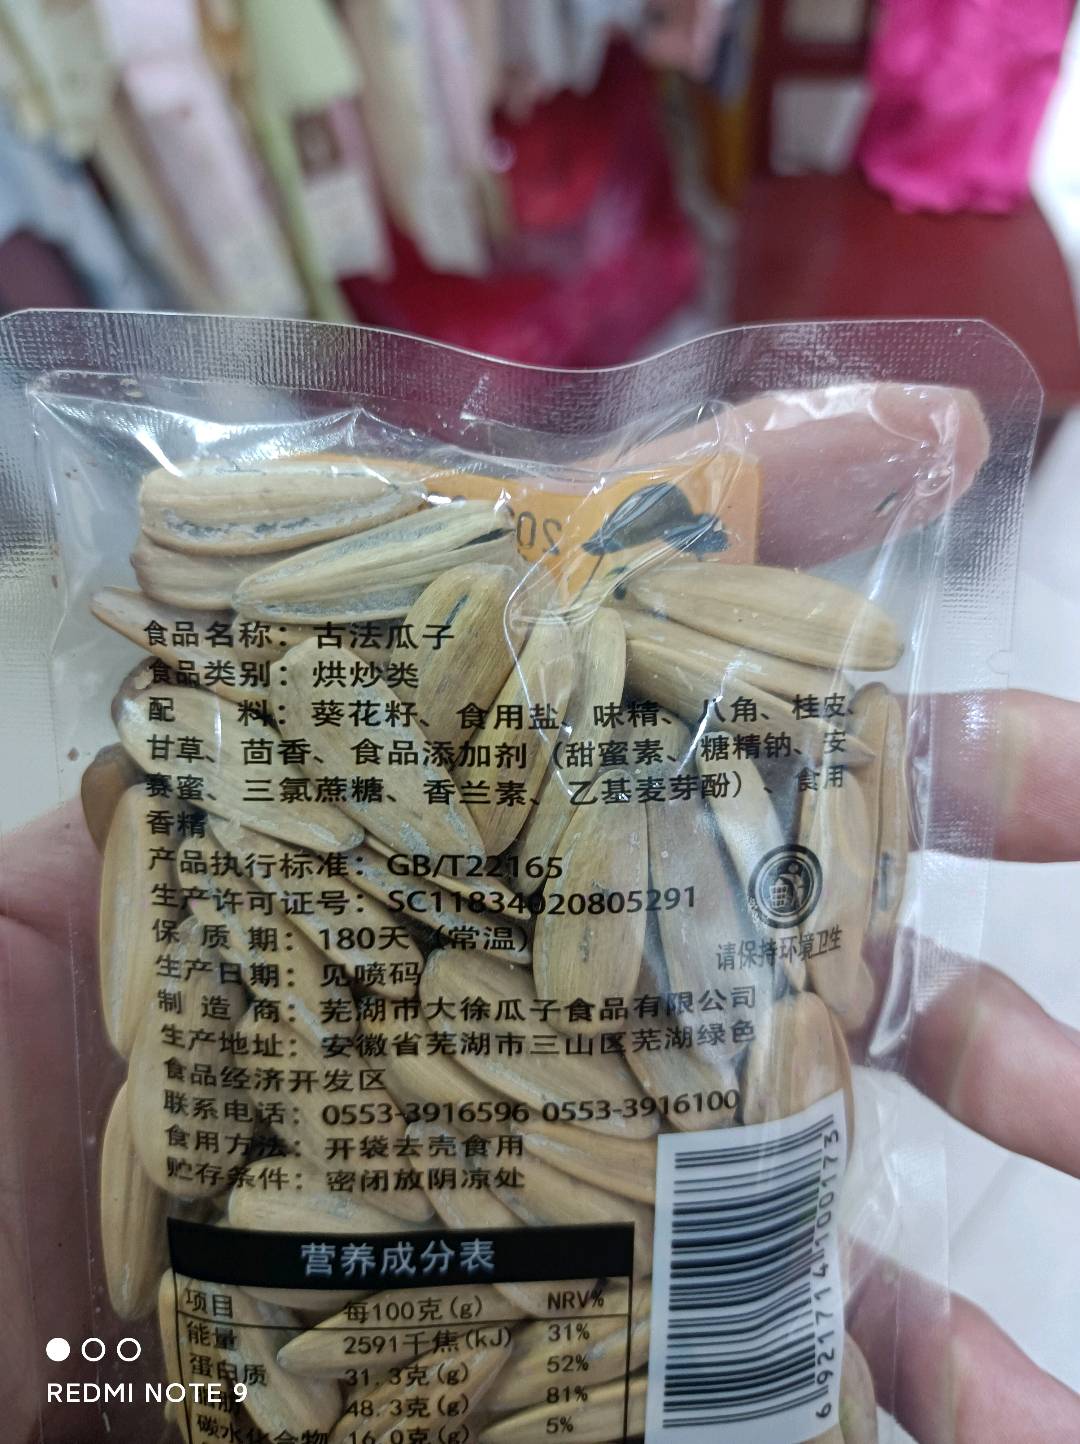 食品名称：古法瓜子
食品类别：烘炒类
配 料：葵花籽、食用盐、味精、八角、桂皮、
甘草、茴香、食品添加剂（甜蜜素、糖精钠、安
赛蜜、三氯蔗糖、香兰素、乙基麦芽酚）、食用
香精
产品执行标准：GB/T22165
生产许可证号：SC11834020805291
保 质 期：180天（常温）
生产日期：见喷码
请保持环境卫生
制 造 商：芜湖市大徐瓜子食品有限公司
生产地址：安徽省芜湖市三山区芜湖绿色
食品经济开发区
联系电话：0553-3916596 0553-3916100
食用方法：开袋去壳食用
贮存条件：密闭放阴凉处
营养成分表
项目 每100克(g) NRV%
能量 2591千焦(kJ) 31%
蛋白质 31.3克(g) 52%
48.3克(g) 81%
碳水化合物 16.0克(g) 5%
6 921714 100173
REDMI NOTE 9